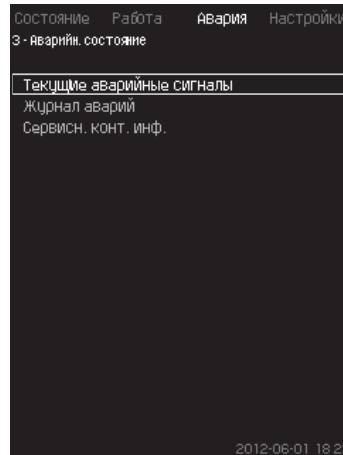 Состояние Работа Авария Настройки
3 - Аварийн. состояние
Текущие аварийные сигналы
Журнал аварий
Сервисн. конт. инф.
2012-06-01 18:2